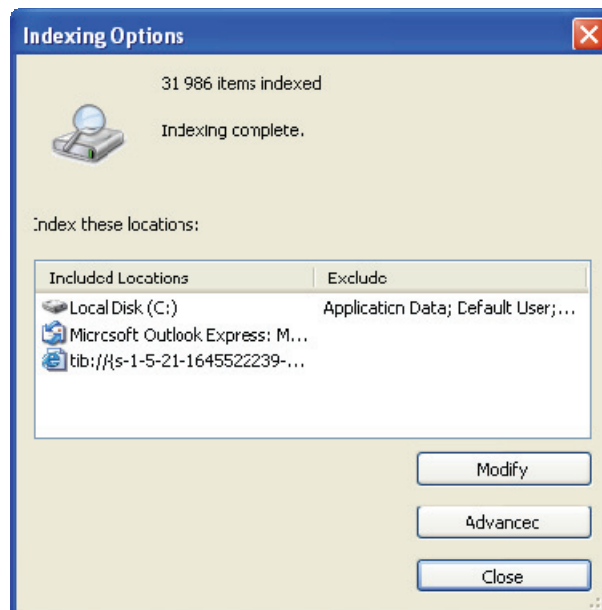 Indexing Options
31 986 items indexed
Indexing complete.
Index these locations:
Included Locations Exclude
Local Disk (C:) Application Data; Default User;...
Microsoft Outlook Express: M...
tib://{s-1-5-21-1645522239-...
Modify
Advanced
Close